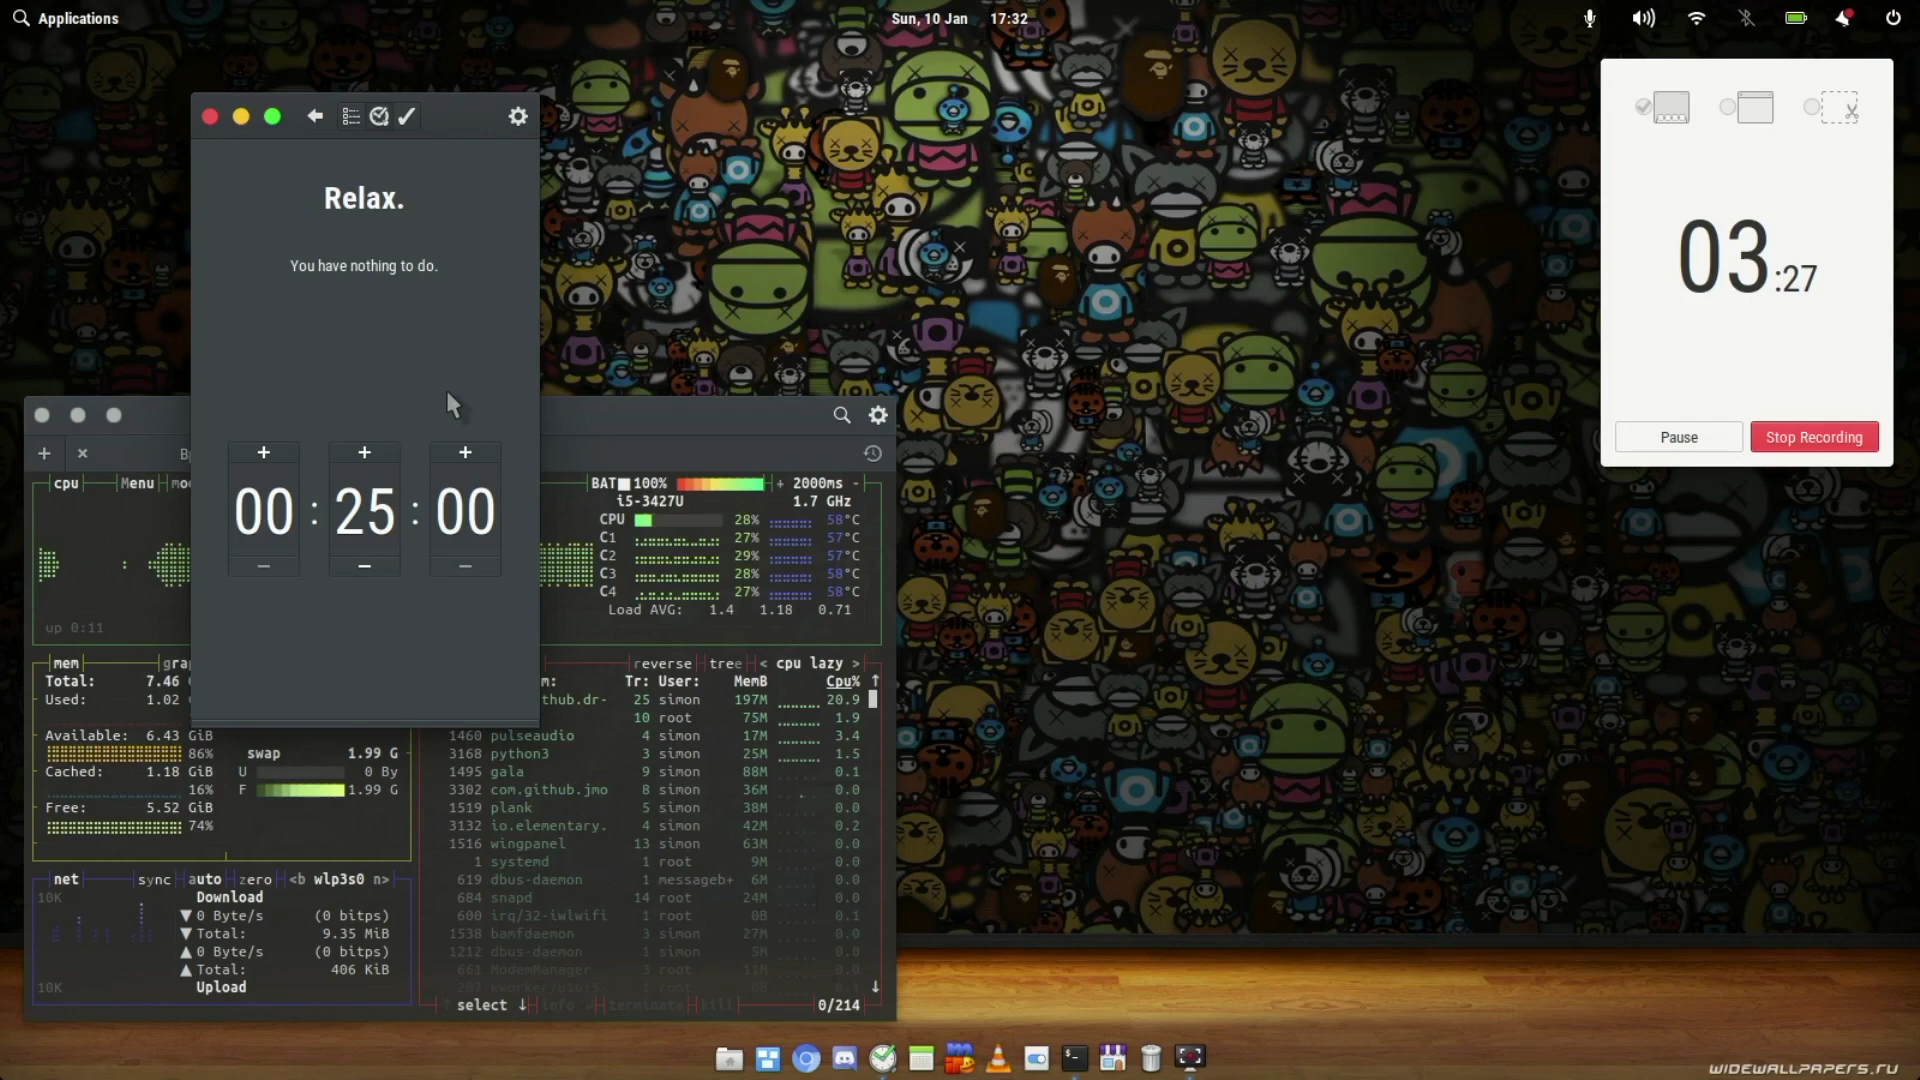 Applications
Sun, 10 Jan 17:32
Relax.
You have nothing to do.
00 : 25 : 00
03 :27
Pause
Stop Recording
cpu Menu
BAT 100% + 2000ms -
i5-3427U 1.7 GHz
CPU 28% 58°C
C1 27% 57°C
C2 29% 57°C
C3 28% 58°C
C4 27% 58°C
Load AVG: 1.4 1.18 0.71
up 0:11
mem
Total: 7.46
Used: 1.02
Available: 6.43 GiB
86%
Cached: 1.18 GiB
16%
Free: 5.52 GiB
74%
swap 1.99 G
U 0 By
F 1.99 G
net sync auto zero <b wlp3s0 n>
10K
Download
▼ 0 Byte/s (0 bitps)
▼ Total: 9.35 MiB
▲ 0 Byte/s (0 bitps)
▲ Total: 406 KiB
10K
Upload
reverse tree < cpu lazy >
Tr: User: MemB Cpu% ↑
thub.dr- 25 simon 197M 20.9
10 root 75M 1.9
1460 pulseaudio 4 simon 17M 3.4
3168 python3 3 simon 25M 1.5
1495 gala 9 simon 88M 0.1
3302 com.github.jmo 8 simon 36M 0.0
1519 plank 5 simon 38M 0.0
3132 io.elementary. 4 simon 42M 0.2
1516 wingpanel 13 simon 63M 0.0
1 systemd 1 root 9M 0.0
619 dbus-daemon 1 messageb+ 6M 0.0
684 snapd 14 root 24M 0.0
600 irq/32-iwlwifi 1 root 0B 0.1
1538 bamfdaemon 3 simon 27M 0.0
1212 dbus-daemon 1 simon 5M 0.0
661 ModemManager 3 root 11M 0.0
↑ select ↓ info terminate kill 0/214
WIDEWALLPAPERS.RU